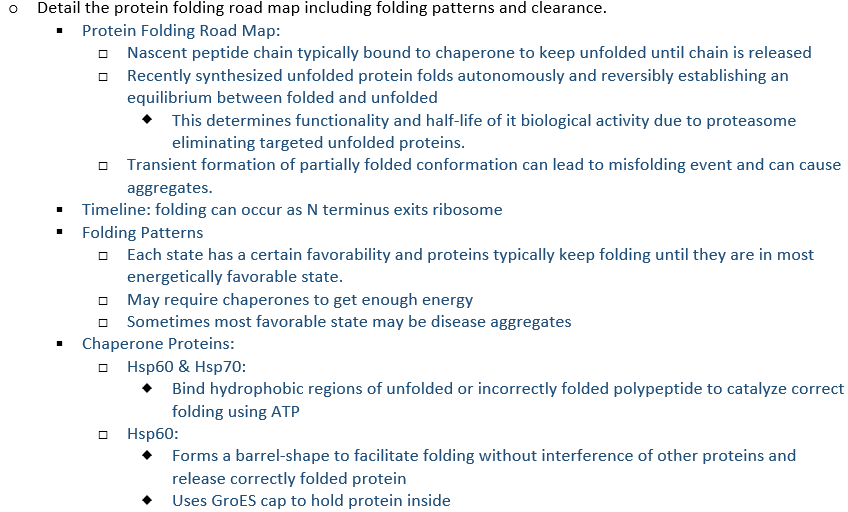 Detail the protein folding road map including folding patterns and clearance.
Protein Folding Road Map:
Nascent peptide chain typically bound to chaperone to keep unfolded until chain is released
Recently synthesized unfolded protein folds autonomously and reversibly establishing an
equilibrium between folded and unfolded
This determines functionality and half-life of it biological activity due to proteasome
eliminating targeted unfolded proteins.
Transient formation of partially folded conformation can lead to misfolding event and can cause
aggregates.
Timeline: folding can occur as N terminus exits ribosome
Folding Patterns
Each state has a certain favorability and proteins typically keep folding until they are in most
energetically favorable state.
May require chaperones to get enough energy
Sometimes most favorable state may be disease aggregates
Chaperone Proteins:
Hsp60 & Hsp70:
Bind hydrophobic regions of unfolded or incorrectly folded polypeptide to catalyze correct
folding using ATP
Hsp60:
Forms a barrel-shape to facilitate folding without interference of other proteins and
release correctly folded protein
Uses GroES cap to hold protein inside